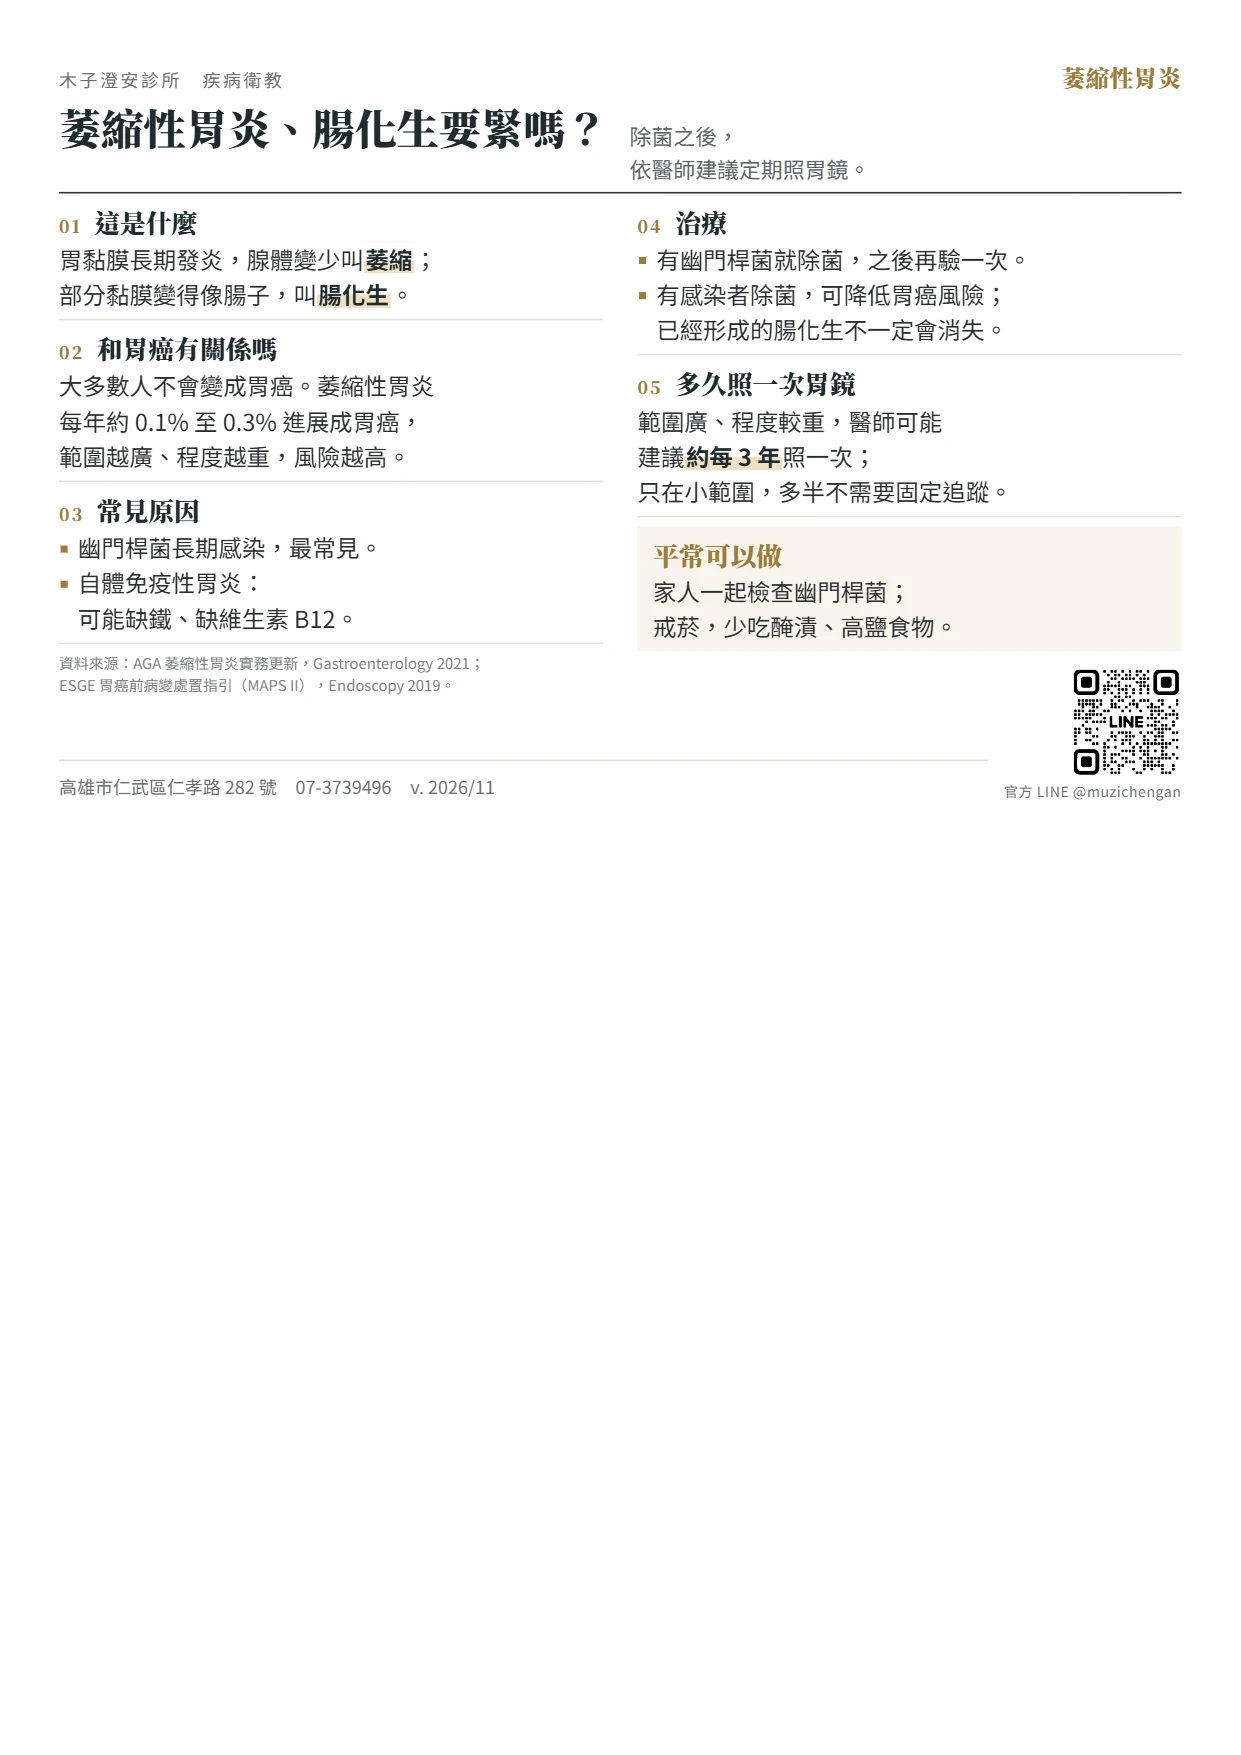 木子澄安診所　疾病衛教
萎縮性胃炎
萎縮性胃炎、腸化生要緊嗎？
除菌之後，
依醫師建議定期照胃鏡。
01 這是什麼
胃黏膜長期發炎，腺體變少叫萎縮；
部分黏膜變得像腸子，叫腸化生。
02 和胃癌有關係嗎
大多數人不會變成胃癌。萎縮性胃炎
每年約 0.1% 至 0.3% 進展成胃癌，
範圍越廣、程度越重，風險越高。
03 常見原因
▪ 幽門桿菌長期感染，最常見。
▪ 自體免疫性胃炎：
可能缺鐵、缺維生素 B12。
資料來源：AGA 萎縮性胃炎實務更新，Gastroenterology 2021；
ESGE 胃癌前病變處置指引（MAPS II），Endoscopy 2019。
04 治療
▪ 有幽門桿菌就除菌，之後再驗一次。
▪ 有感染者除菌，可降低胃癌風險；
已經形成的腸化生不一定會消失。
05 多久照一次胃鏡
範圍廣、程度較重，醫師可能
建議約每 3 年照一次；
只在小範圍，多半不需要固定追蹤。
平常可以做
家人一起檢查幽門桿菌；
戒菸，少吃醃漬、高鹽食物。
LINE
高雄市仁武區仁孝路 282 號　07-3739496　v. 2026/11
官方 LINE @muzichengan